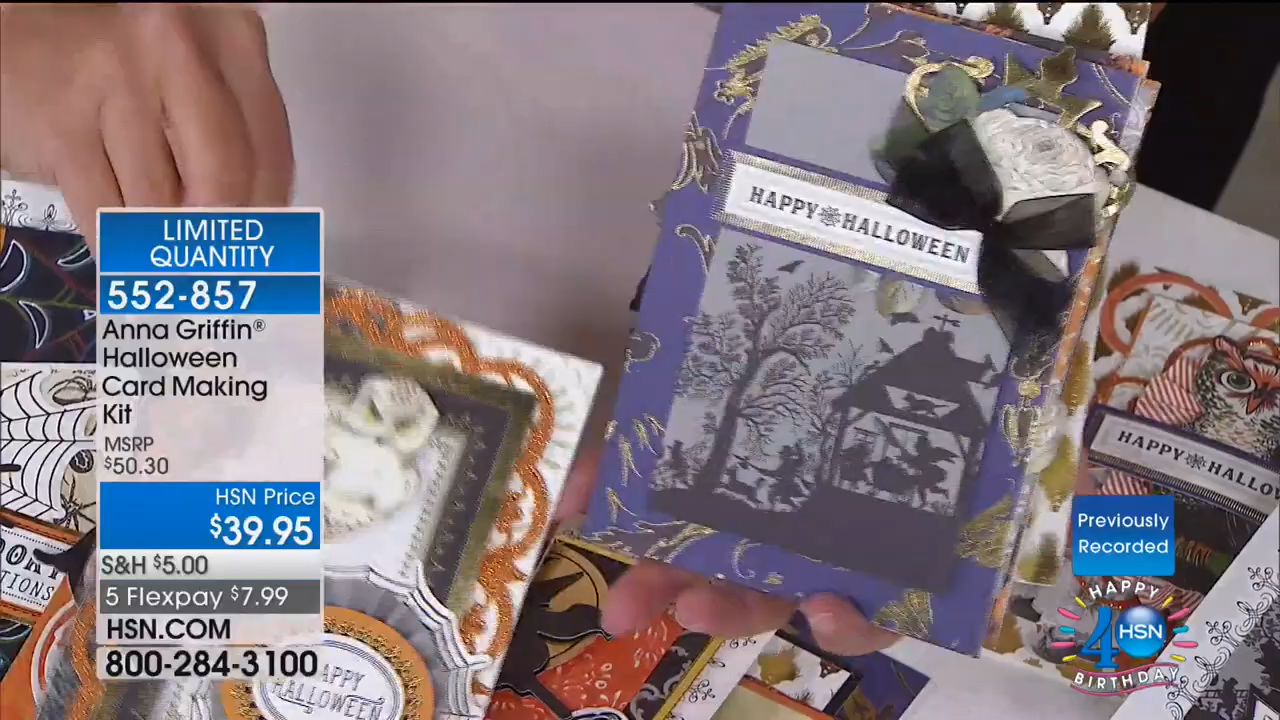 LIMITED
QUANTITY
552-857
Anna Griffin®
Halloween
Card Making
Kit
MSRP
$50.30
HSN Price
$39.95
S&H $5.00
5 Flexpay $7.99
HSN.COM
800-284-3100
HAPPY HALLOWEEN
HAPPY HALLOW
HAPPY
HALLOWEEN
Previously
Recorded
HAPPY
40 HSN
BIRTHDAY